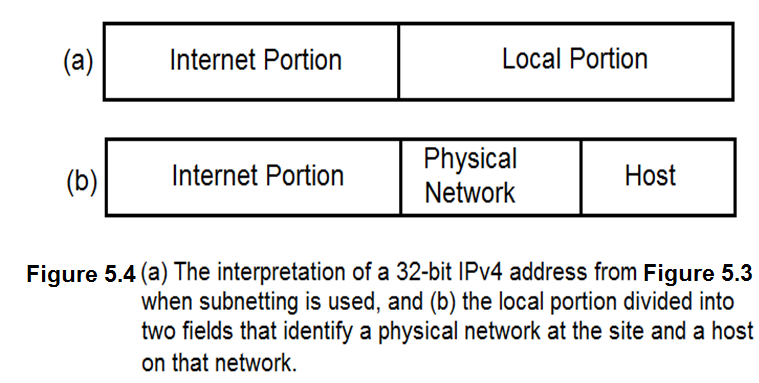 (a) Internet Portion Local Portion
(b) Internet Portion Physical Network Host
Figure 5.4 (a) The interpretation of a 32-bit IPv4 address from Figure 5.3
when subnetting is used, and (b) the local portion divided into
two fields that identify a physical network at the site and a host
on that network.